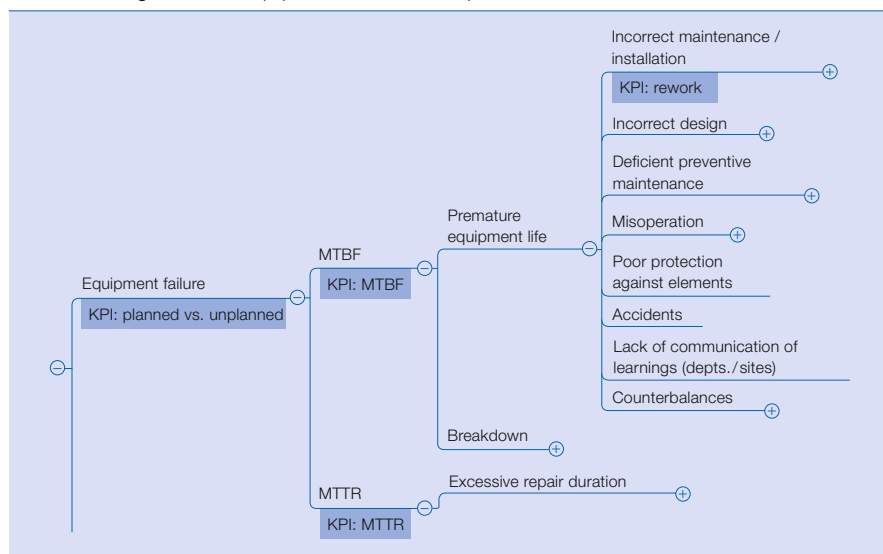 Incorrect maintenance /
installation
KPI: rework
Incorrect design
Deficient preventive
maintenance
Premature
equipment life
Misoperation
MTBF
KPI: MTBF
Poor protection
against elements
Equipment failure
KPI: planned vs. unplanned
Accidents
Lack of communication of
learnings (depts./sites)
Counterbalances
Breakdown
MTTR
KPI: MTTR
Excessive repair duration